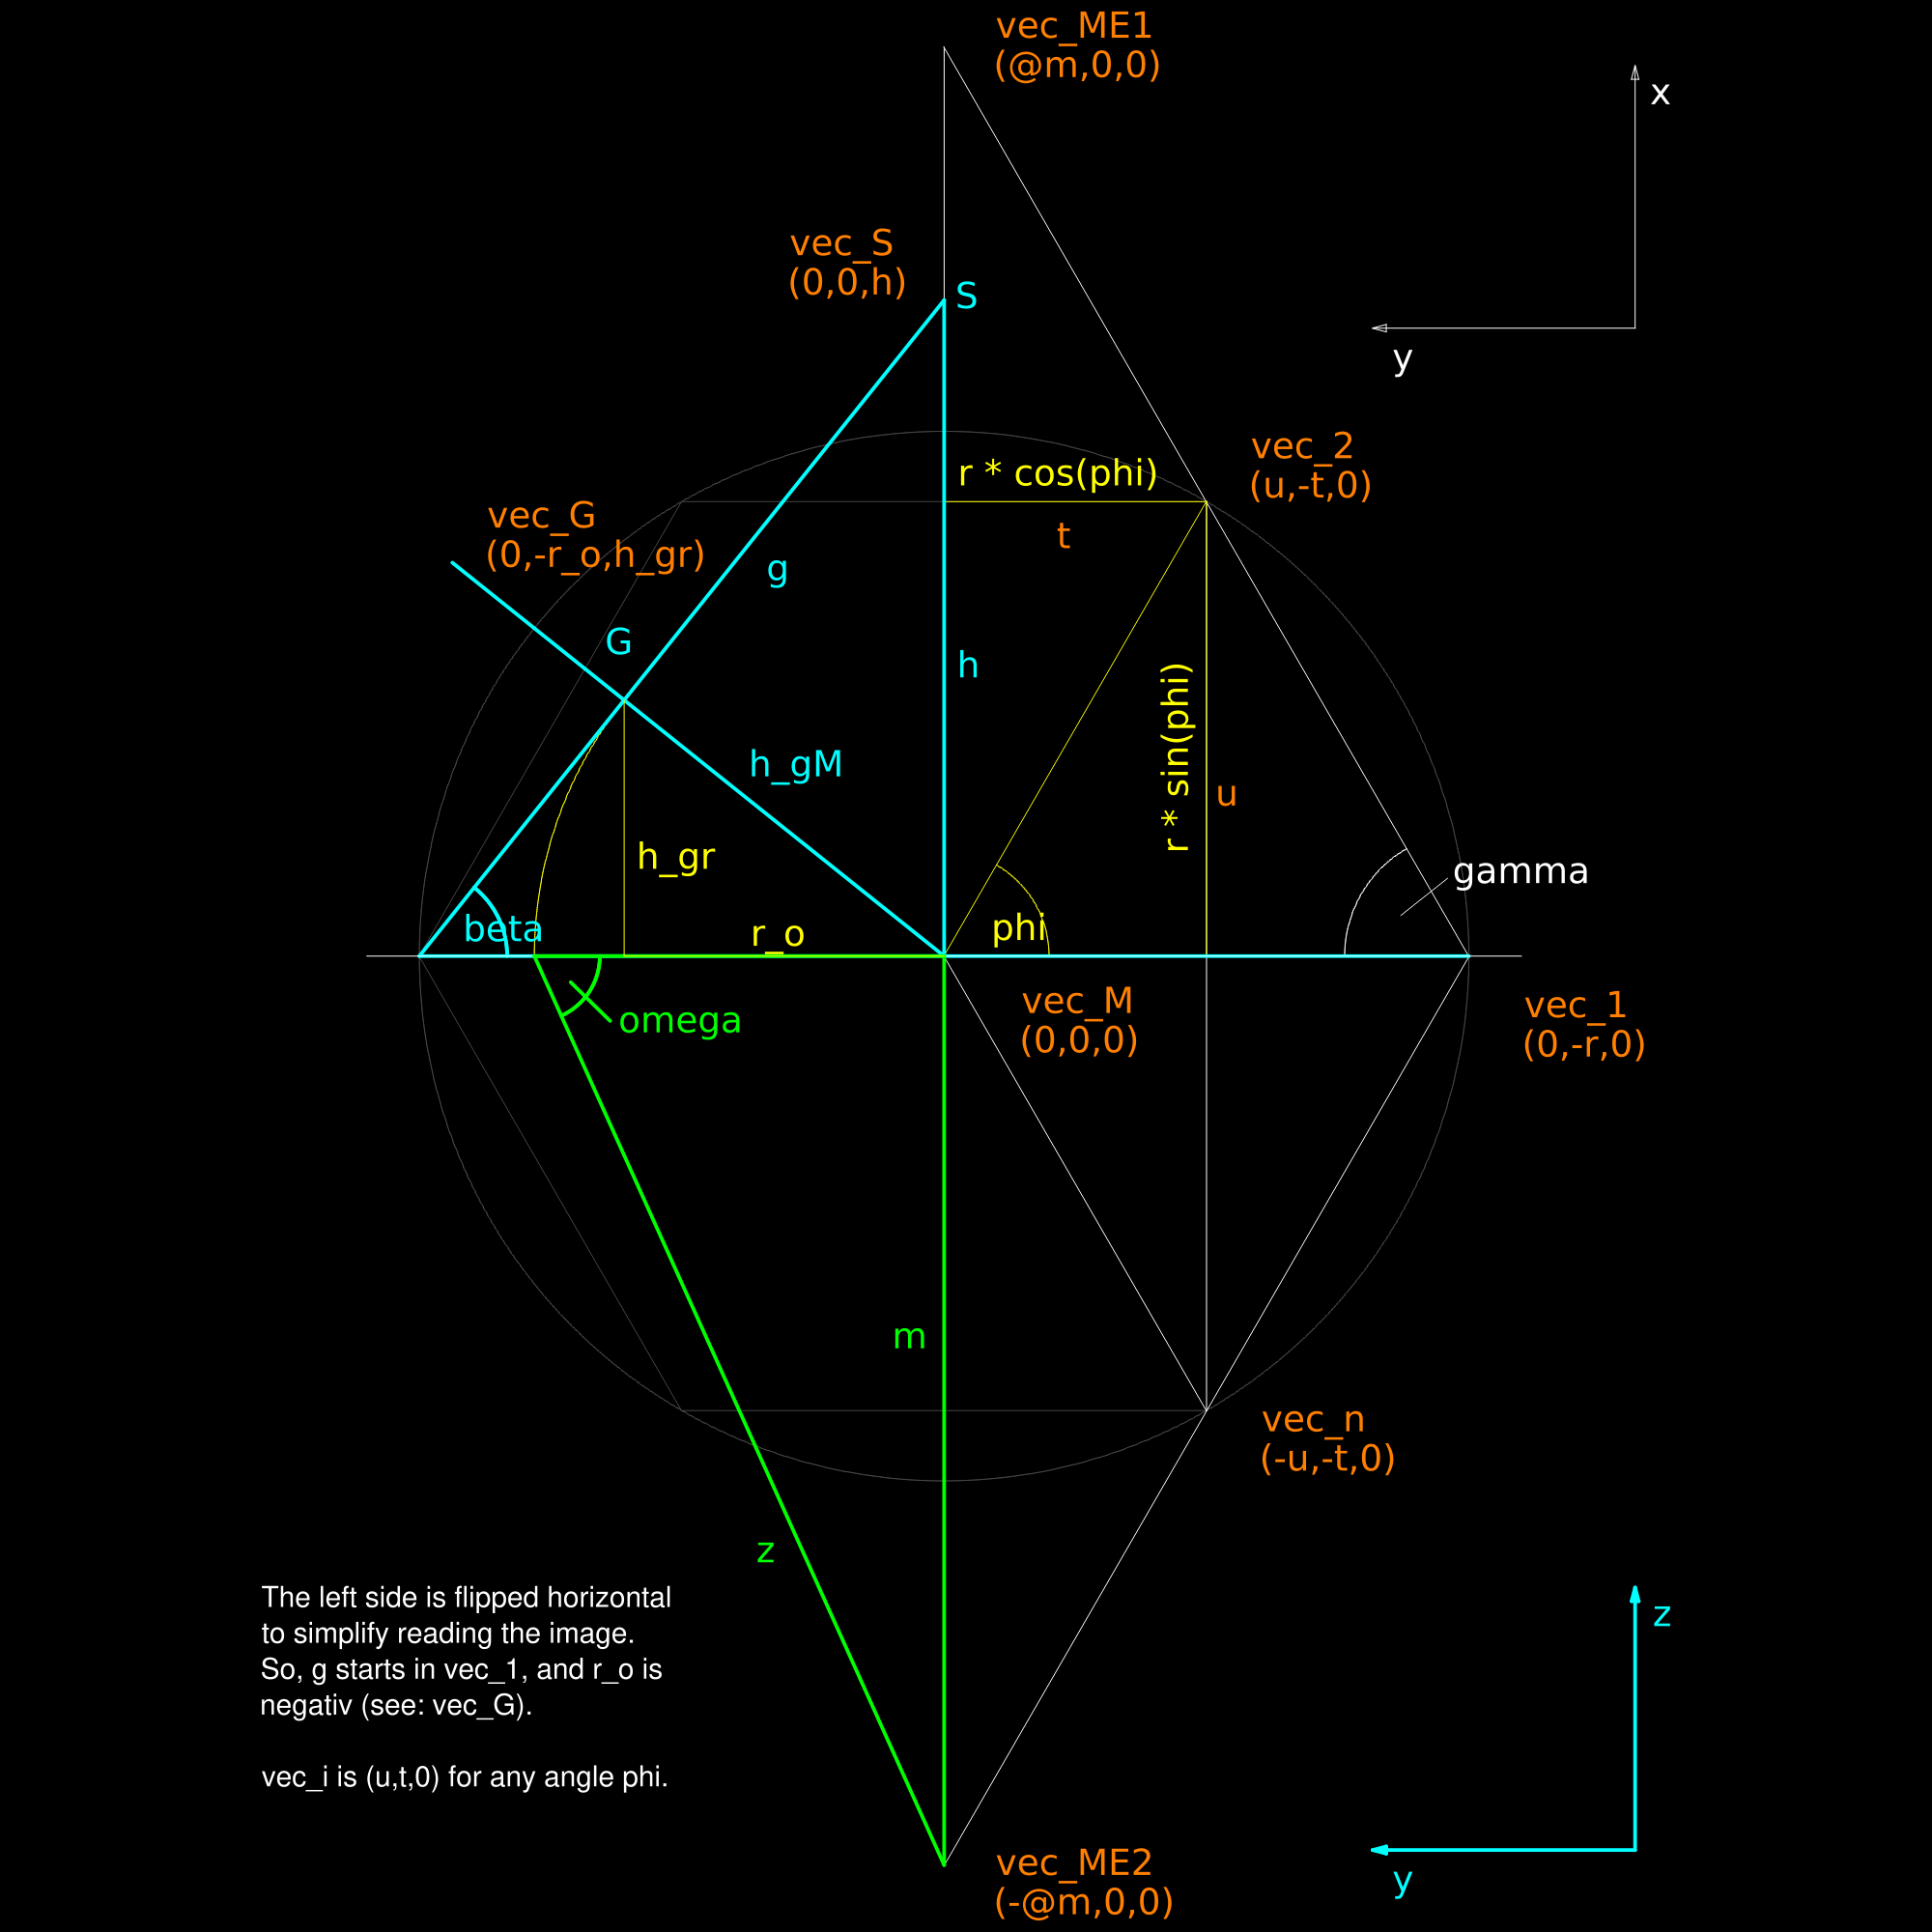 vec_ME1
(@m,0,0)
x
vec_S
(0,0,h)
S
y
vec_2
(u,-t,0)
r * cos(phi)
t
vec_G
(0,-r_o,h_gr)
g
G
h
h_gM
r * sin(phi)
u
h_gr
gamma
beta
r_o
phi
omega
vec_M
(0,0,0)
vec_1
(0,-r,0)
m
vec_n
(-u,-t,0)
z
The left side is flipped horizontal
to simplify reading the image.
So, g starts in vec_1, and r_o is
negativ (see: vec_G).
vec_i is (u,t,0) for any angle phi.
z
vec_ME2
(-@m,0,0)
y